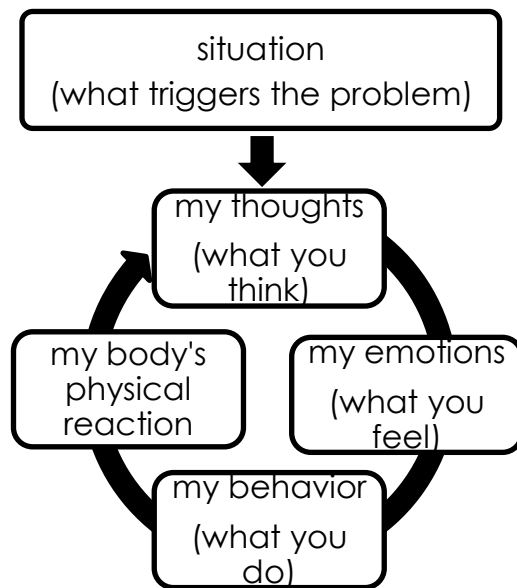 situation
(what triggers the problem)
my thoughts
(what you
think)
my emotions
(what you
feel)
my behavior
(what you
do)
my body's
physical
reaction